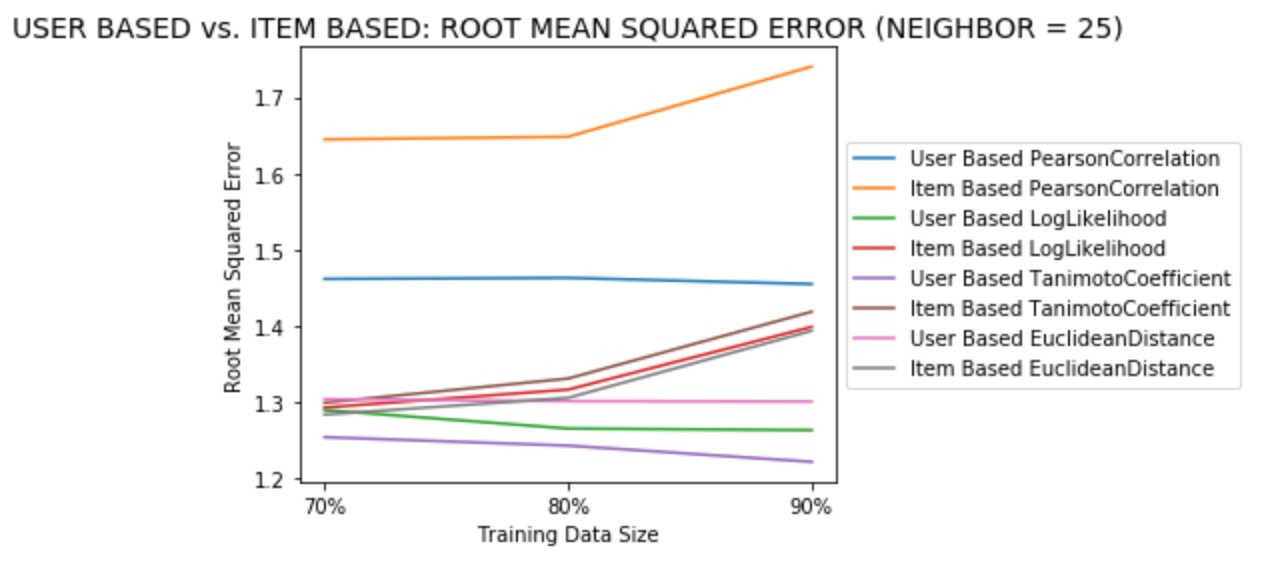 USER BASED vs. ITEM BASED: ROOT MEAN SQUARED ERROR (NEIGHBOR = 25)
Root Mean Squared Error
1.7
1.6
1.5
1.4
1.3
1.2
70%
80%
90%
Training Data Size
User Based PearsonCorrelation
Item Based PearsonCorrelation
User Based LogLikelihood
Item Based LogLikelihood
User Based TanimotoCoefficient
Item Based TanimotoCoefficient
User Based EuclideanDistance
Item Based EuclideanDistance